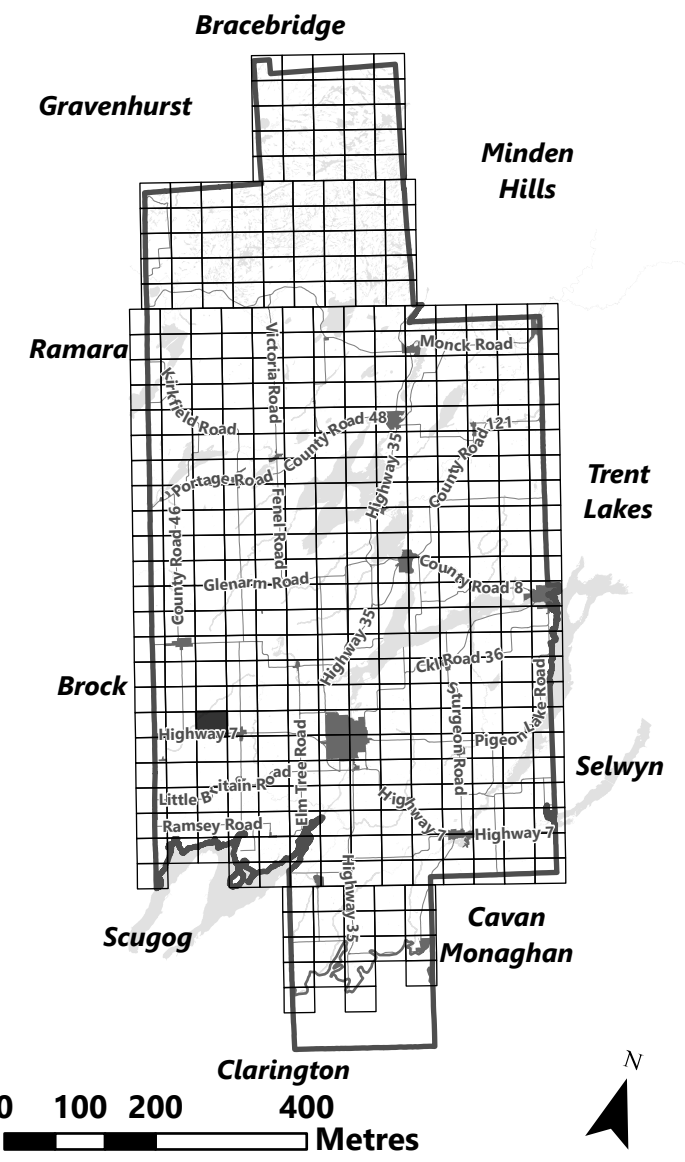 Bracebridge
Gravenhurst
Minden
Hills
Ramara
Monck Road
Victoria Road
Kirkfield Road
County Road 48
Highway 35
County Road 121
Portage Road
Trent
Lakes
Fenel Road
County Road 46
Glenarm Road
County Road 8
Highway 35
Ckl Road 36
Brock
Sturgeon Road
Pigeon Lake Road
Highway 7
Elm Tree Road
Selwyn
Little Britain Road
Highway 7
Ramsey Road
Highway 7
Highway 35
Scugog
Cavan
Monaghan
Clarington
N
0 100 200 400
Metres